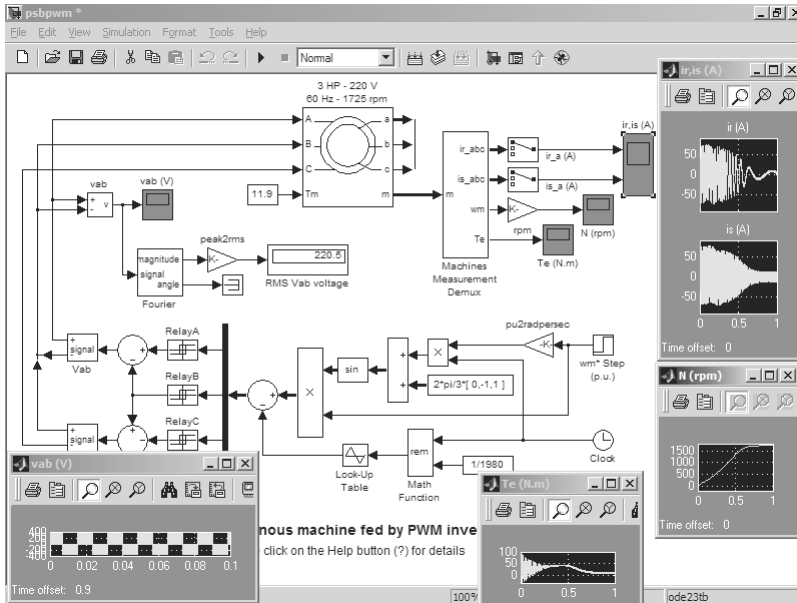 psbpwm *
File Edit View Simulation Format Tools Help
Normal
3 HP - 220 V
60 Hz - 1725 rpm
A
B
C
Tm
a
b
c
m
11.9
vab
+
-
v
vab (V)
magnitude
signal
angle
Fourier
peak2rms
K-
220.5
RMS Vab voltage
m
ir_abc
is_abc
wm
Te
Machines
Measurement
Demux
ir_a (A)
is_a (A)
K-
rpm
N (rpm)
Te (N.m)
ir,is (A)
+
signal
-
Vab
+
signal
-
RelayA
RelayB
RelayC
×
sin
+
+
×
2*pi/3*[ 0,-1,1 ]
pu2radpersec
-K-
wm* Step
(p.u.)
Look-Up
Table
rem
Math
Function
1/1980
Clock
nous machine fed by PWM inve
click on the Help button (?) for details
100%
ode23tb
ir,is (A)
ir (A)
50
0
-50
is (A)
50
0
-50
0 0.5 1
Time offset: 0
N (rpm)
1500
1000
500
0
0 0.5 1
Time offset: 0
vab (V)
400
200
0
-200
-400
0 0.02 0.04 0.06 0.08 0.1
Time offset: 0.9
Te (N.m)
100
50
0
0 0.5 1